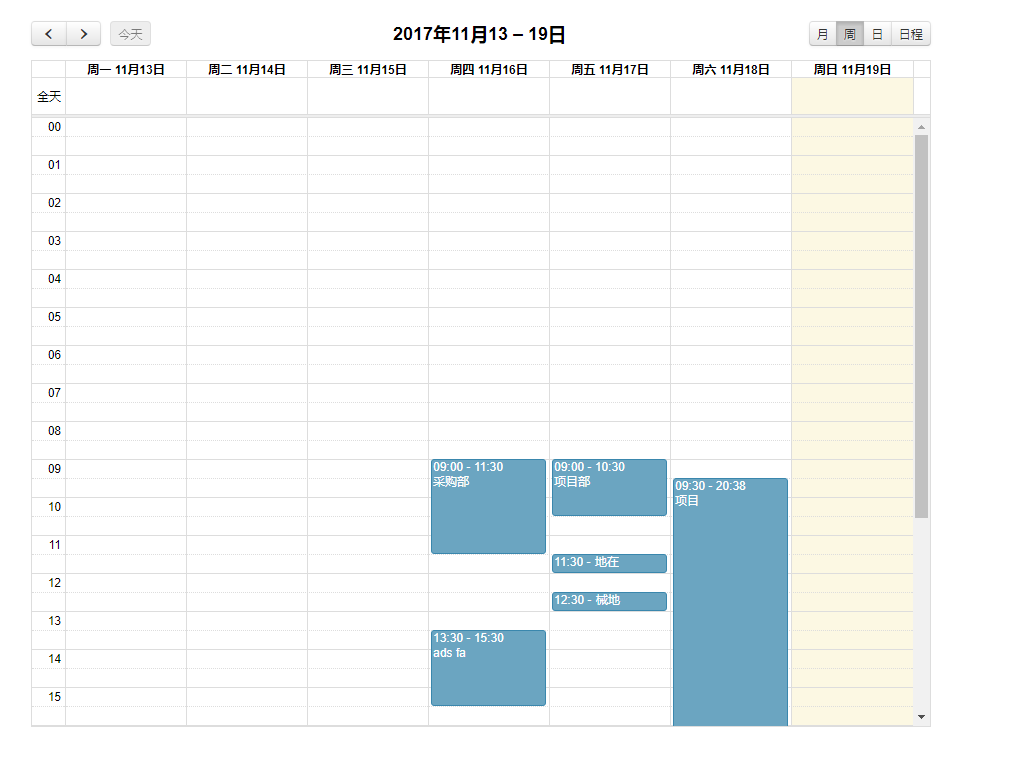 今天
2017年11月13 – 19日
月 周 日 日程
周一 11月13日 周二 11月14日 周三 11月15日 周四 11月16日 周五 11月17日 周六 11月18日 周日 11月19日
全天
00
01
02
03
04
05
06
07
08
09
09:00 - 11:30
采购部
09:00 - 10:30
项目部
09:30 - 20:38
项目
10
11
11:30 - 地在
12
12:30 - 械地
13
13:30 - 15:30
ads fa
14
15